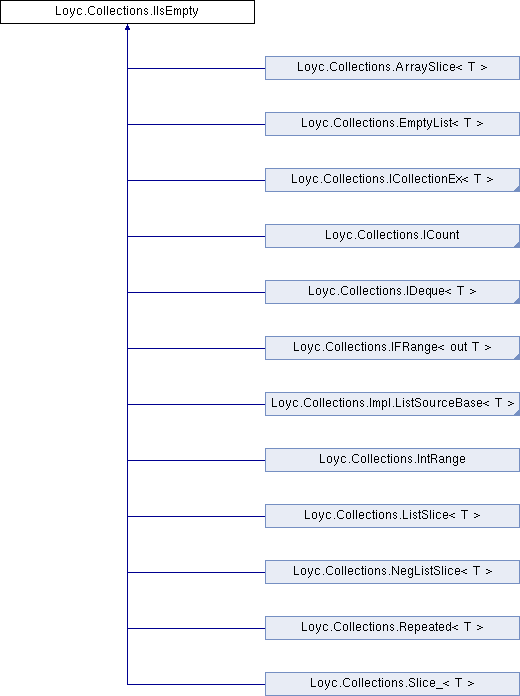 Loyc.Collections.IIsEmpty
Loyc.Collections.ArraySlice< T >
Loyc.Collections.EmptyList< T >
Loyc.Collections.ICollectionEx< T >
Loyc.Collections.ICount
Loyc.Collections.IDeque< T >
Loyc.Collections.IFRange< out T >
Loyc.Collections.Impl.ListSourceBase< T >
Loyc.Collections.IntRange
Loyc.Collections.ListSlice< T >
Loyc.Collections.NegListSlice< T >
Loyc.Collections.Repeated< T >
Loyc.Collections.Slice_< T >